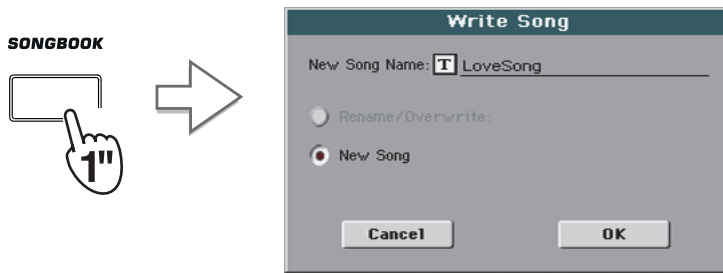 SONGBOOK
1"
Write Song
New Song Name: T LoveSong
Rename/Overwrite:
New Song
Cancel
OK